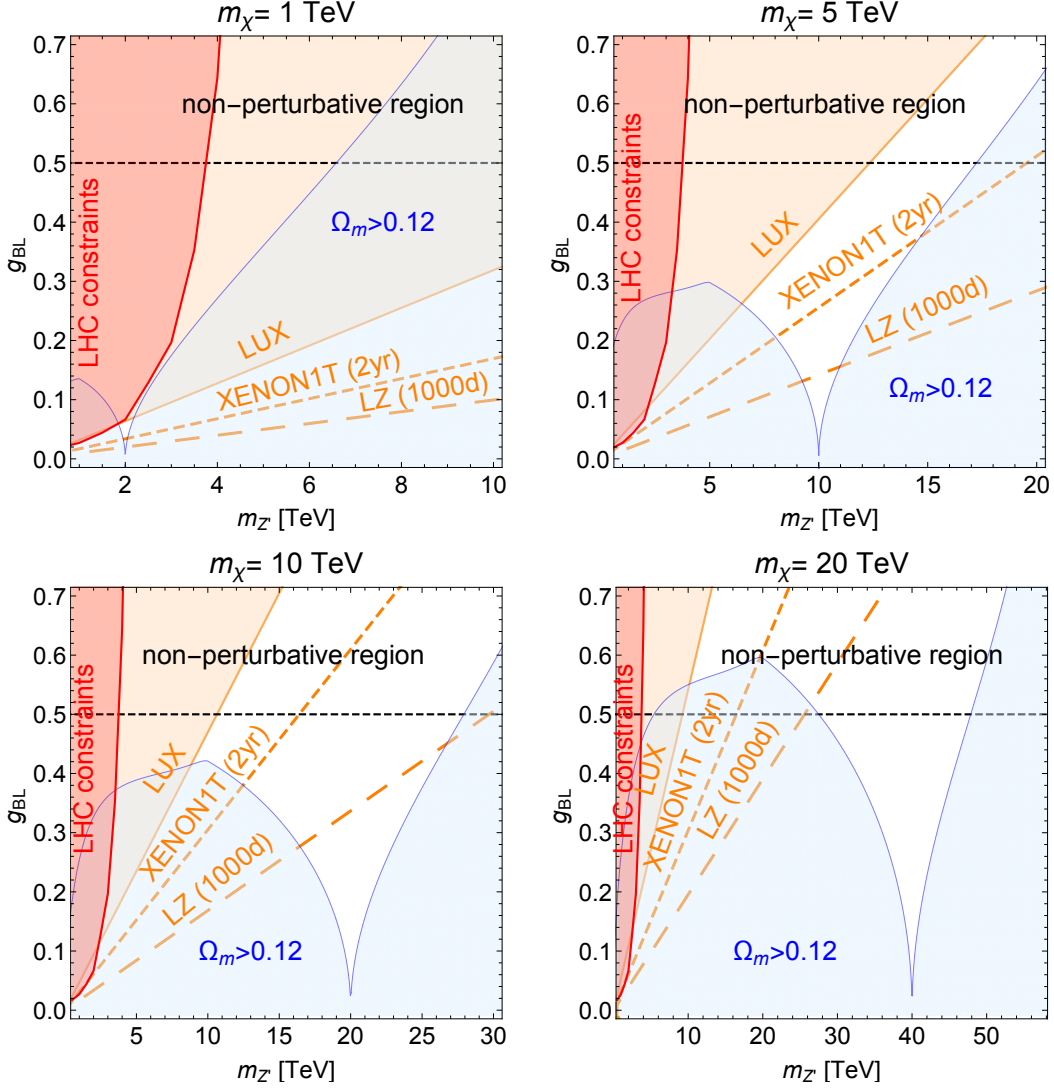 mχ= 1 TeV
0.7
0.6
0.5
0.4
0.3
0.2
0.1
0.0
gBL
non−perturbative region
LHC constraints
Ωm>0.12
LUX
XENON1T (2yr)
LZ (1000d)
2
4
6
8
10
mZ' [TeV]
mχ= 5 TeV
0.7
0.6
0.5
0.4
0.3
0.2
0.1
0.0
gBL
non−perturbative region
LHC constraints
LUX
XENON1T (2yr)
LZ (1000d)
Ωm>0.12
5
10
15
20
mZ' [TeV]
mχ= 10 TeV
0.7
0.6
0.5
0.4
0.3
0.2
0.1
0.0
gBL
non−perturbative region
LHC constraints
LUX
XENON1T (2yr)
LZ (1000d)
Ωm>0.12
5
10
15
20
25
30
mZ' [TeV]
mχ= 20 TeV
0.7
0.6
0.5
0.4
0.3
0.2
0.1
0.0
gBL
non−perturbative region
LHC constraints
LUX
XENON1T (2yr)
LZ (1000d)
Ωm>0.12
10
20
30
40
50
mZ' [TeV]